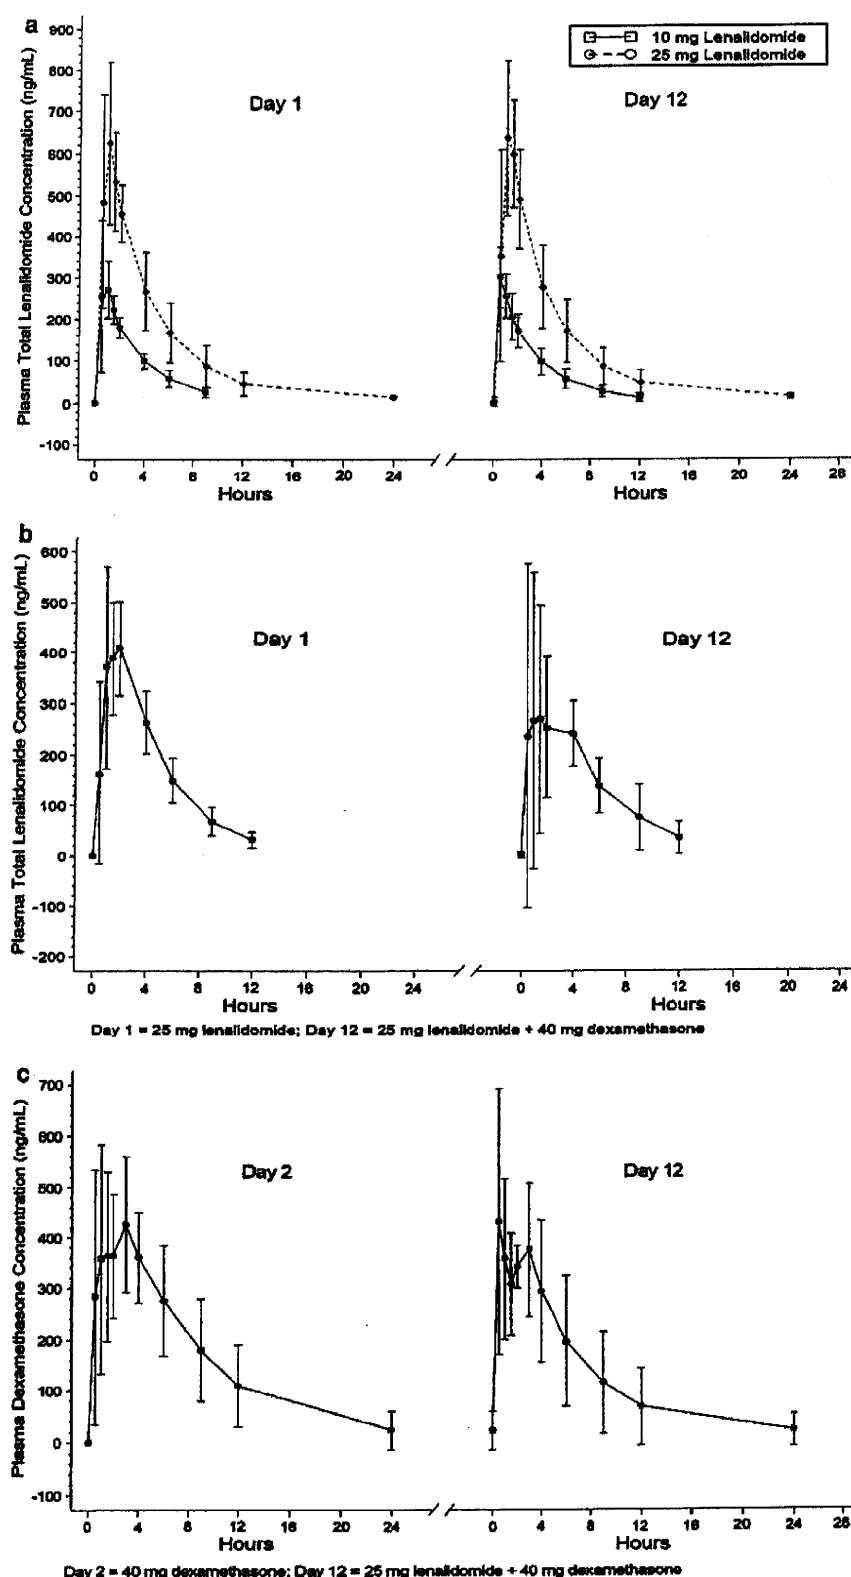 a
Plasma Total Lenalidomide Concentration (ng/mL)
900
800
700
600
500
400
300
200
100
0
-100
10 mg Lenalidomide
25 mg Lenalidomide
Day 1
Day 12
0 4 8 12 16 20 24 0 4 8 12 16 20 24 28
Hours
Hours
b
Plasma Total Lenalidomide Concentration (ng/mL)
600
500
400
300
200
100
0
-100
-200
Day 1
Day 12
0 4 8 12 16 20 24 0 4 8 12 16 20 24
Hours
Hours
Day 1 = 25 mg lenalidomide; Day 12 = 25 mg lenalidomide + 40 mg dexamethasone
c
Plasma Dexamethasone Concentration (ng/mL)
700
600
500
400
300
200
100
0
-100
Day 2
Day 12
0 4 8 12 16 20 24 0 4 8 12 16 20 24 28
Hours
Hours
Day 2 = 40 mg dexamethasone; Day 12 = 25 mg lenalidomide + 40 mg dexamethasone